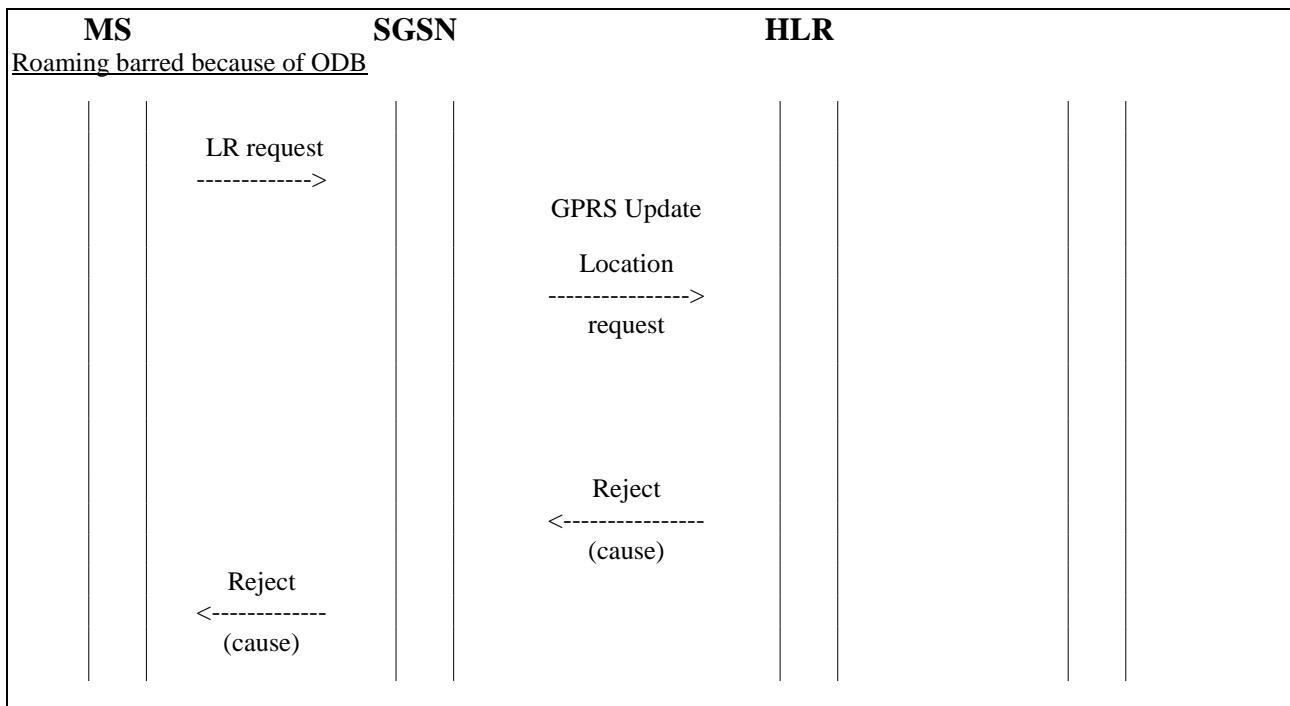 MS SGSN HLR
Roaming barred because of ODB
LR request
------------->
GPRS Update
Location
---------------->
request
Reject
<----------------
(cause)
Reject
<-------------
(cause)